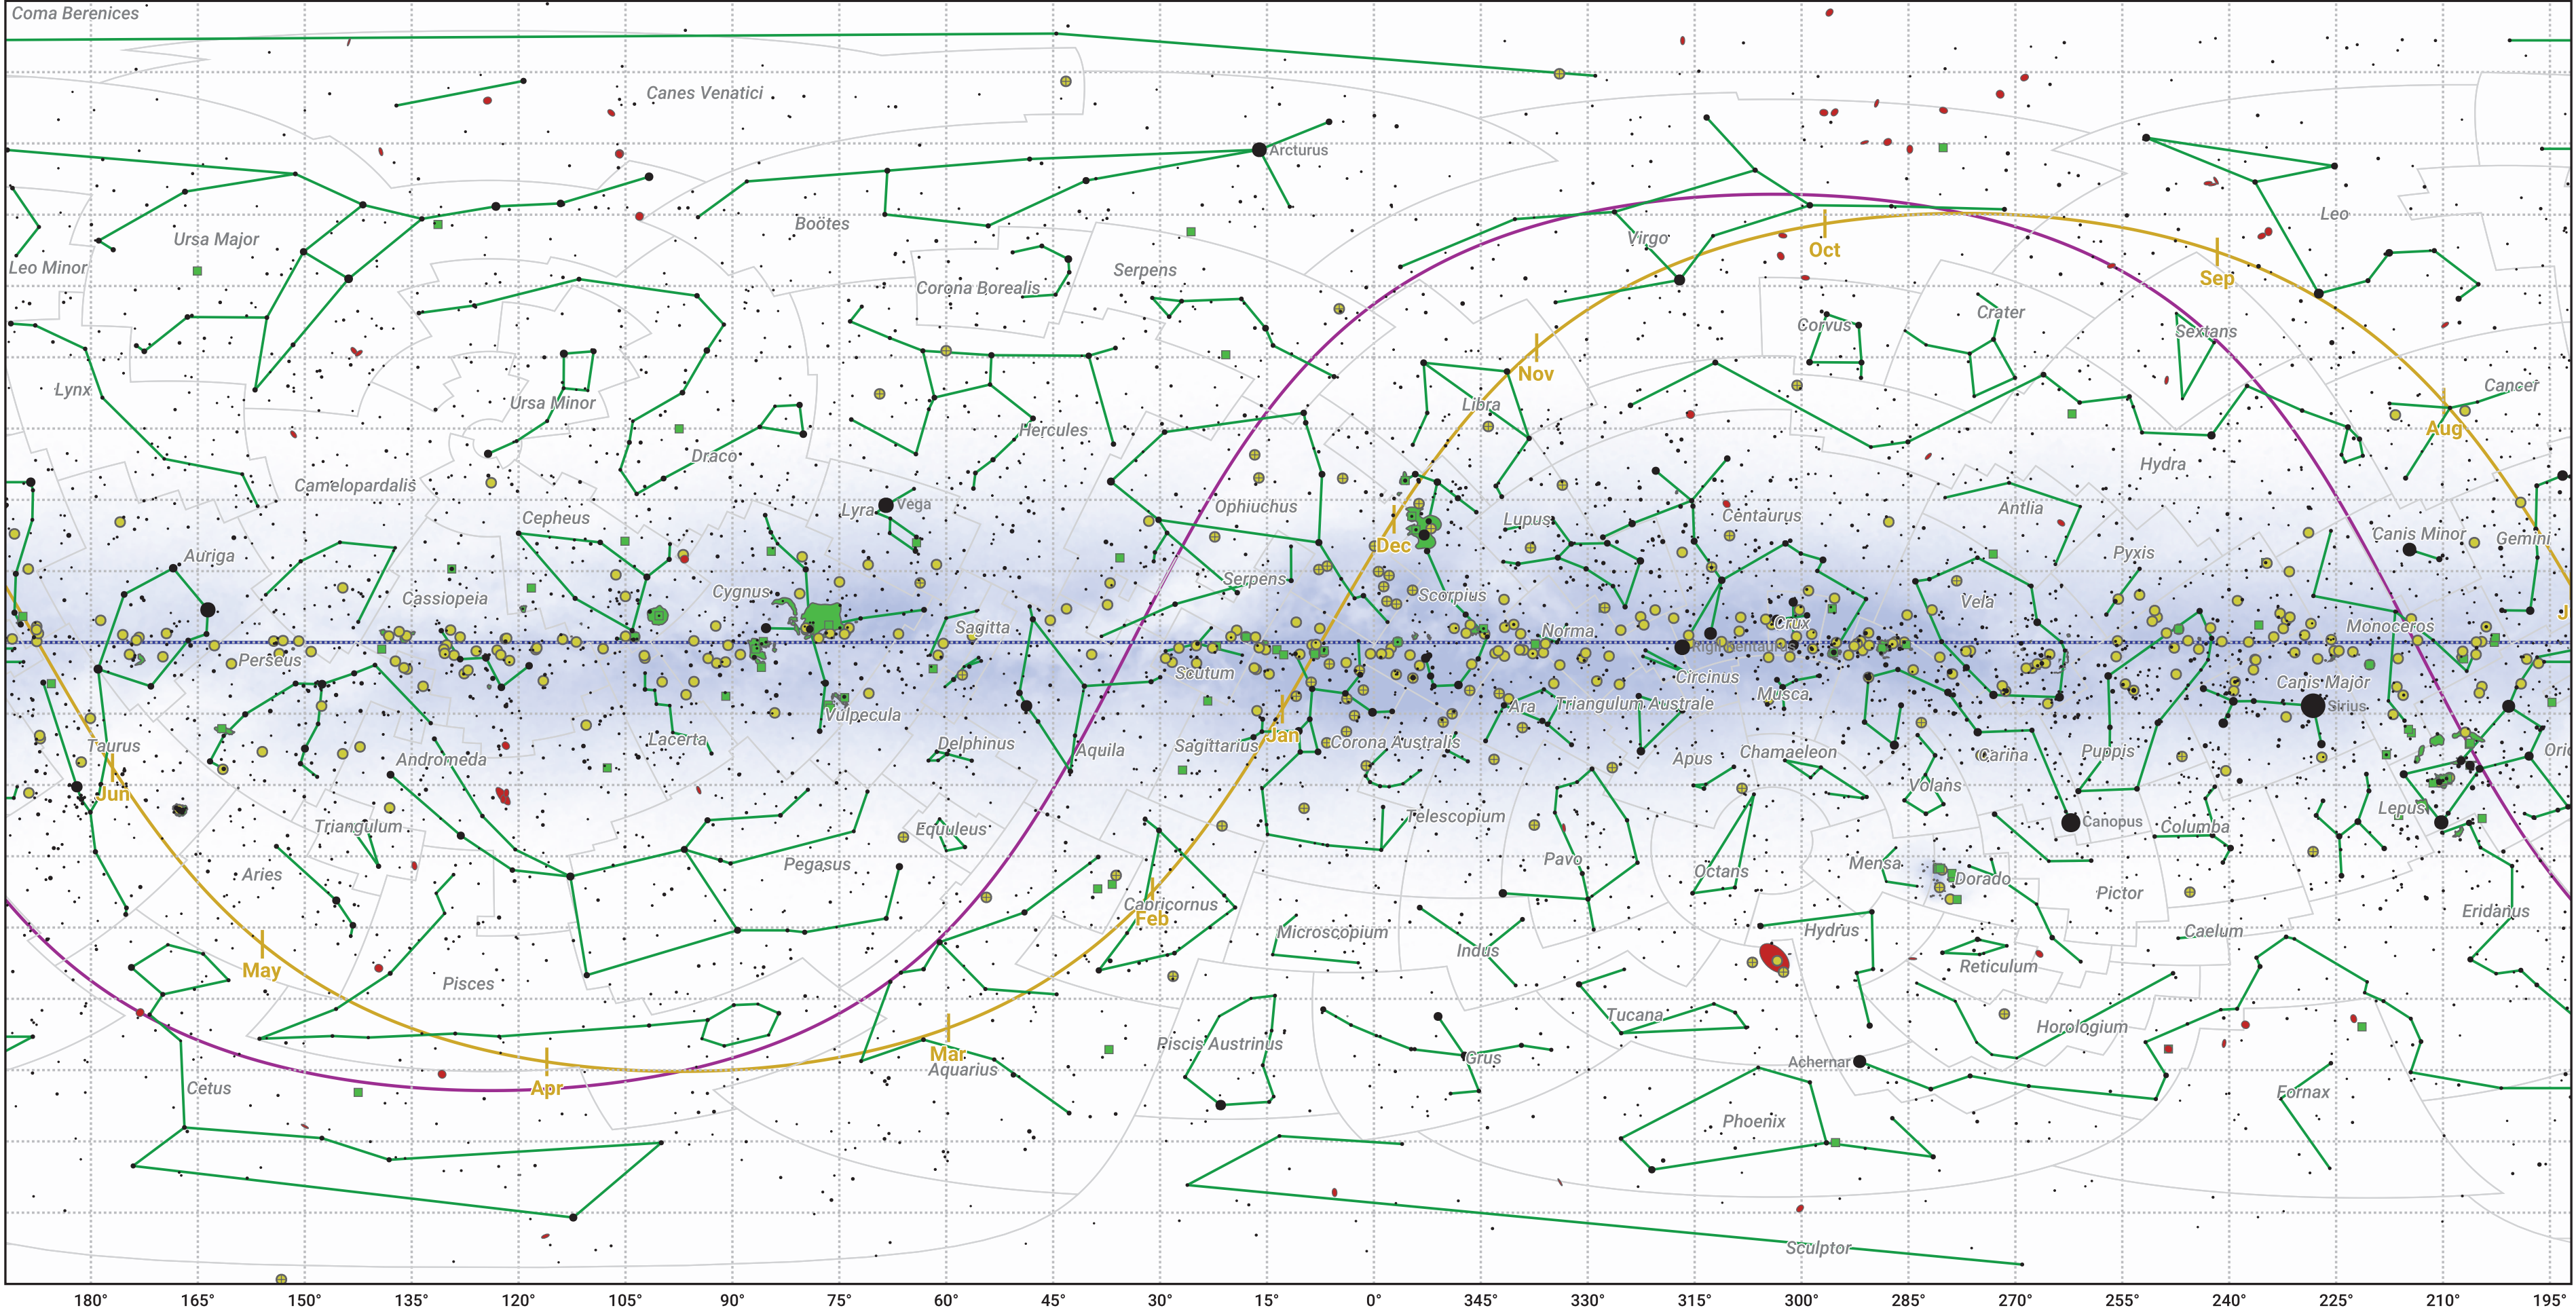 Coma Berenices
Canes Venatici
Arcturus
Ursa Major
Boötes
Leo
Virgo
Oct
Leo Minor
Serpens
Sep
Corona Borealis
Crater
Corvus
Sextans
Nov
Lynx
Cancer
Ursa Minor
Libra
Hercules
Aug
Draco
Hydra
Camelopardalis
Lyra
Vega
Ophiuchus
Antlia
Cepheus
Lupus
Centaurus
Canis Minor
Gemini
Dec
Auriga
Pyxis
Serpens
Cygnus
Scorpius
Cassiopeia
Vela
J
Crux
Sagitta
Norma
Monoceros
Rigil Kentaurus
Perseus
Scutum
Circinus
Canis Major
Musca
Sirius
Ara
Triangulum Australe
Vulpecula
Jan
Lacerta
Delphinus
Taurus
Aquila
Sagittarius
Corona Australis
Chamaeleon
Orio
Andromeda
Apus
Carina
Puppis
Volans
Jun
Lepus
Triangulum
Equuleus
Telescopium
Canopus
Columba
Pegasus
Pavo
Mensa
Aries
Octans
Dorado
Pictor
Capricornus
Feb
Eridanus
Microscopium
Hydrus
Caelum
Indus
May
Reticulum
Pisces
Tucana
Horologium
Piscis Austrinus
Mar
Grus
Achernar
Aquarius
Cetus
Apr
Fornax
Phoenix
Sculptor
180° 165° 150° 135° 120° 105° 90° 75° 60° 45° 30° 15° 0° 345° 330° 315° 300° 285° 270° 255° 240° 225° 210° 195°